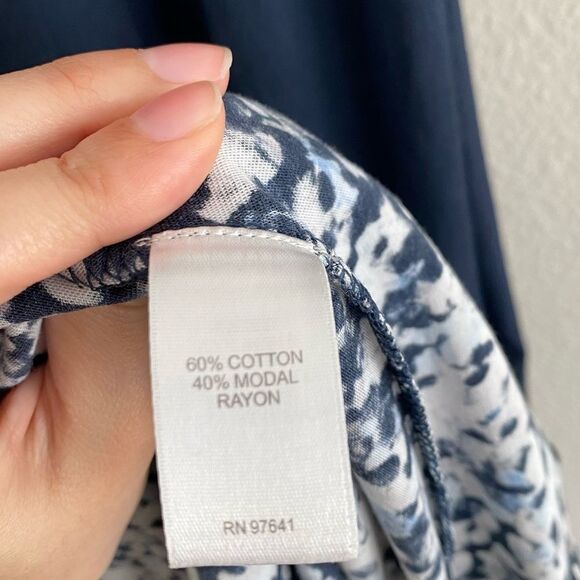 60% COTTON
40% MODAL
RAYON
RN 97641